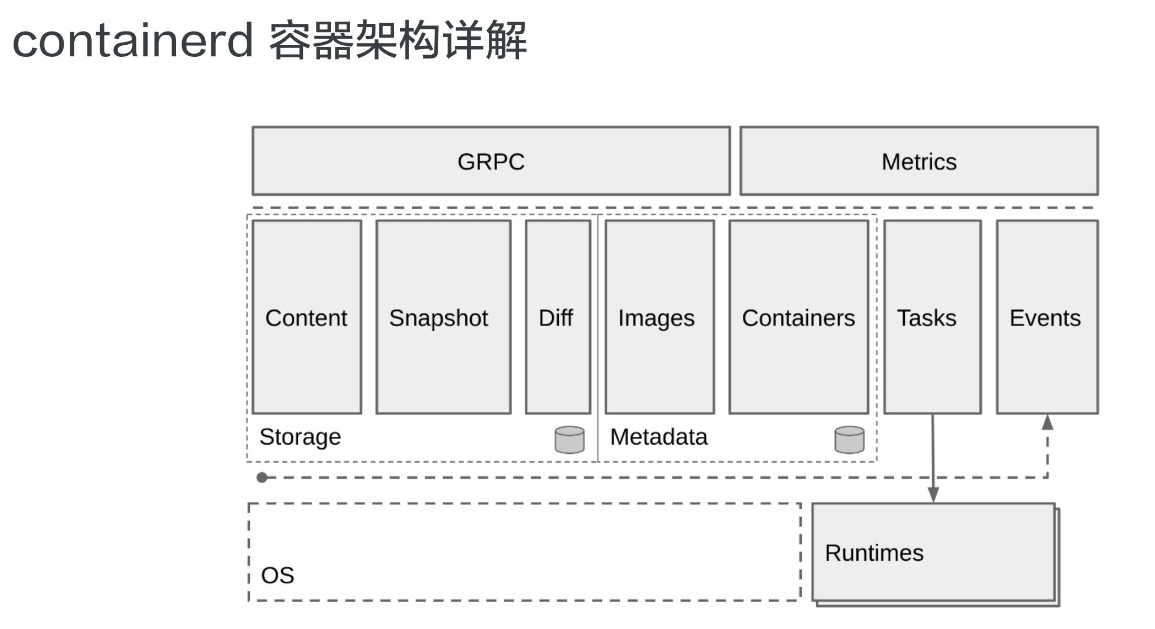 containerd 容器架构详解
GRPC
Metrics
Content
Snapshot
Diff
Images
Containers
Tasks
Events
Storage
Metadata
OS
Runtimes